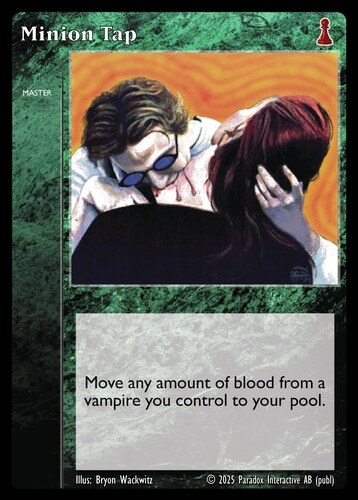 Minion Tap
MASTER
Move any amount of blood from a
vampire you control to your pool.
Illus: Bryon Wackwitz
© 2025 Paradox Interactive AB (publ)